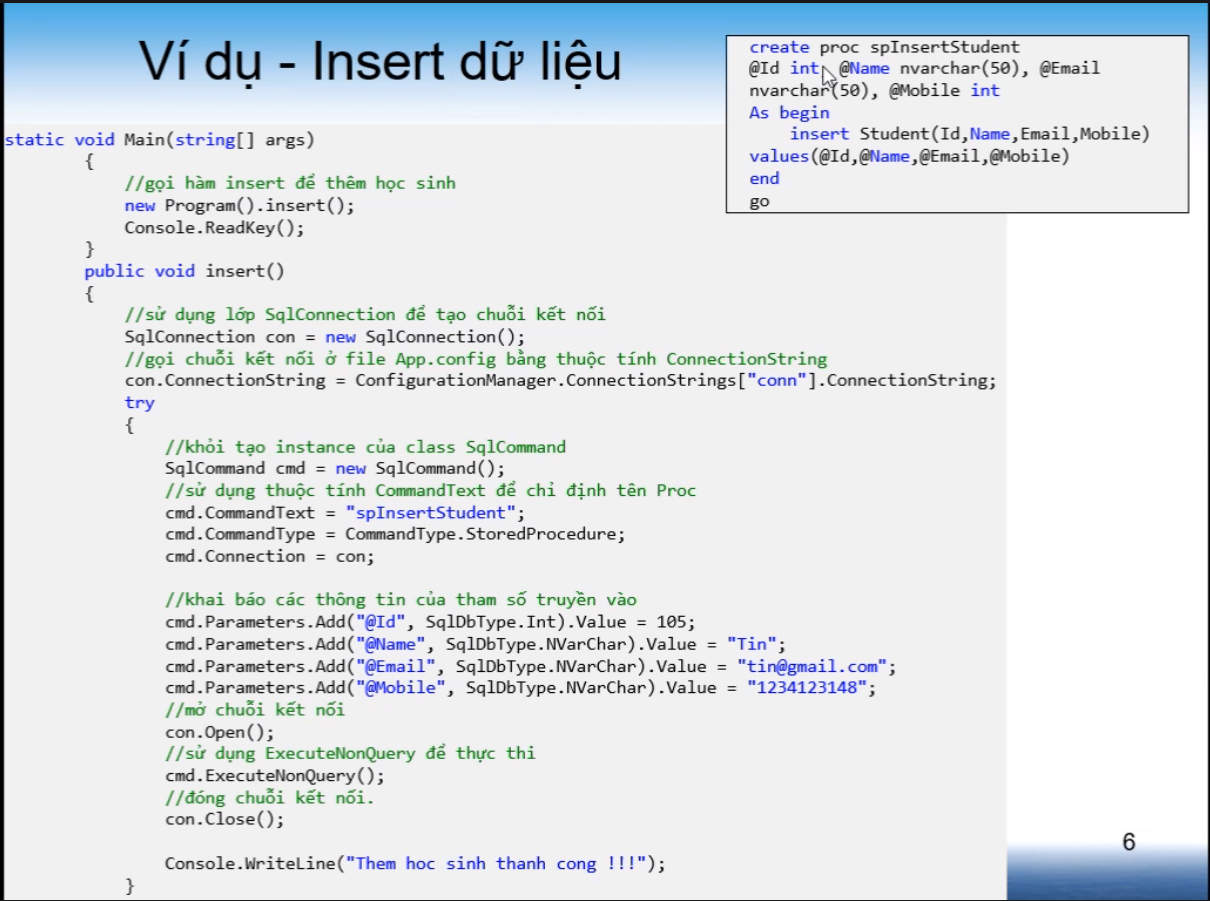 Ví dụ - Insert dữ liệu
create proc spInsertStudent
@Id int, @Name nvarchar(50), @Email
nvarchar(50), @Mobile int
As begin
insert Student(Id,Name,Email,Mobile)
values(@Id,@Name,@Email,@Mobile)
end
go
static void Main(string[] args)
{
//gọi hàm insert để thêm học sinh
new Program().insert();
Console.ReadKey();
}
public void insert()
{
//sử dụng lớp SqlConnection để tạo chuỗi kết nối
SqlConnection con = new SqlConnection();
//gọi chuỗi kết nối ở file App.config bằng thuộc tính ConnectionString
con.ConnectionString = ConfigurationManager.ConnectionStrings["conn"].ConnectionString;
try
{
//khỏi tạo instance của class SqlCommand
SqlCommand cmd = new SqlCommand();
//sử dụng thuộc tính CommandText để chỉ định tên Proc
cmd.CommandText = "spInsertStudent";
cmd.CommandType = CommandType.StoredProcedure;
cmd.Connection = con;
//khai báo các thông tin của tham số truyền vào
cmd.Parameters.Add("@Id", SqlDbType.Int).Value = 105;
cmd.Parameters.Add("@Name", SqlDbType.NVarChar).Value = "Tin";
cmd.Parameters.Add("@Email", SqlDbType.NVarChar).Value = "tin@gmail.com";
cmd.Parameters.Add("@Mobile", SqlDbType.NVarChar).Value = "1234123148";
//mở chuỗi kết nối
con.Open();
//sử dụng ExecuteNonQuery để thực thi
cmd.ExecuteNonQuery();
//đóng chuỗi kết nối.
con.Close();
Console.WriteLine("Them hoc sinh thanh cong !!!");
}
6